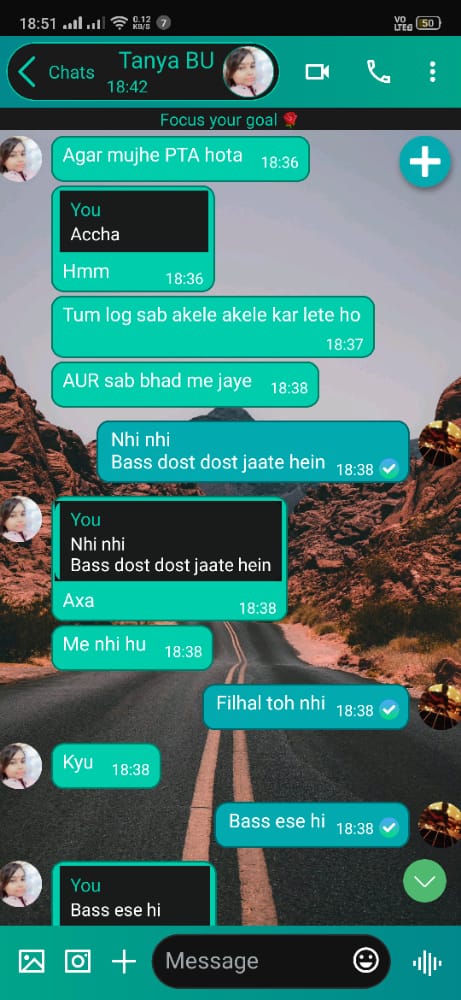 18:51 0.12 KB/S 7 VO LTE 50
Chats Tanya BU
18:42
Focus your goal 🌹
Agar mujhe PTA hota 18:36
You
Accha
Hmm 18:36
Tum log sab akele akele kar lete ho
18:37
AUR sab bhad me jaye 18:38
Nhi nhi
Bass dost dost jaate hein 18:38
You
Nhi nhi
Bass dost dost jaate hein
Axa 18:38
Me nhi hu 18:38
Filhal toh nhi 18:38
Kyu 18:38
Bass ese hi 18:38
You
Bass ese hi
Message